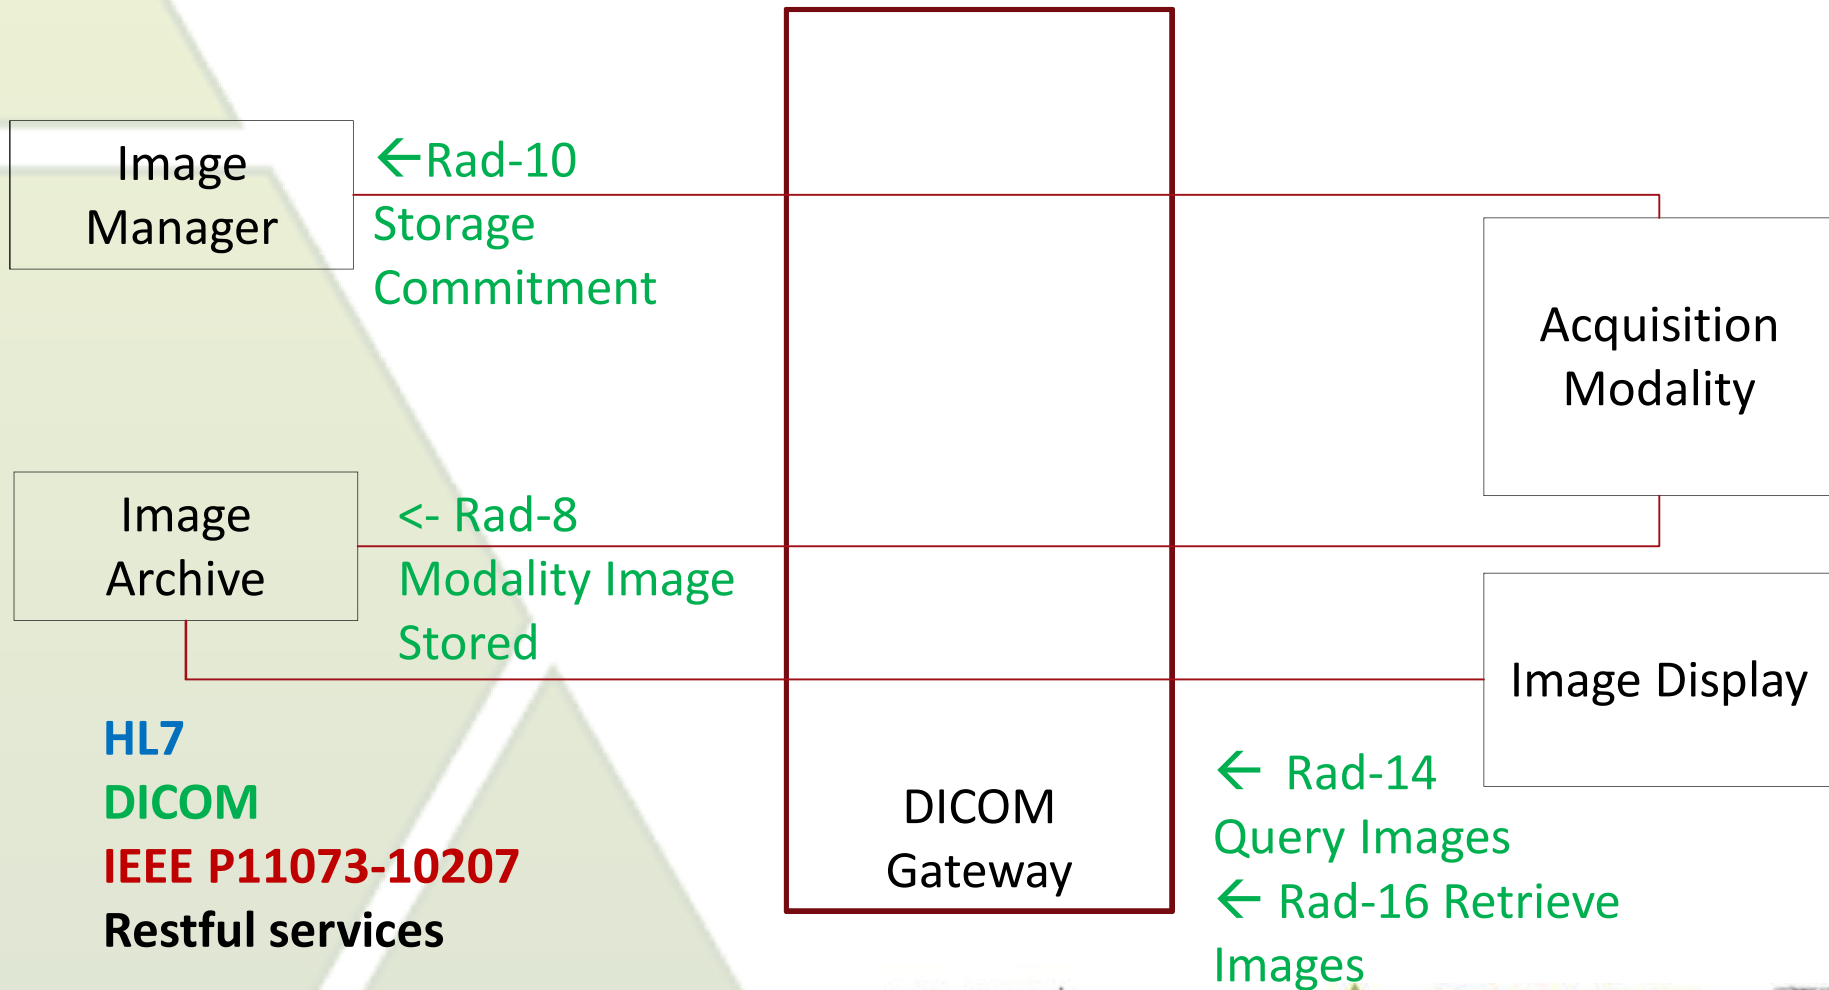 Image
Manager
←Rad-10
Storage
Commitment
Acquisition
Modality
Image
Archive
<- Rad-8
Modality Image
Stored
Image Display
HL7
DICOM
IEEE P11073-10207
Restful services
DICOM
Gateway
← Rad-14
Query Images
← Rad-16 Retrieve
Images